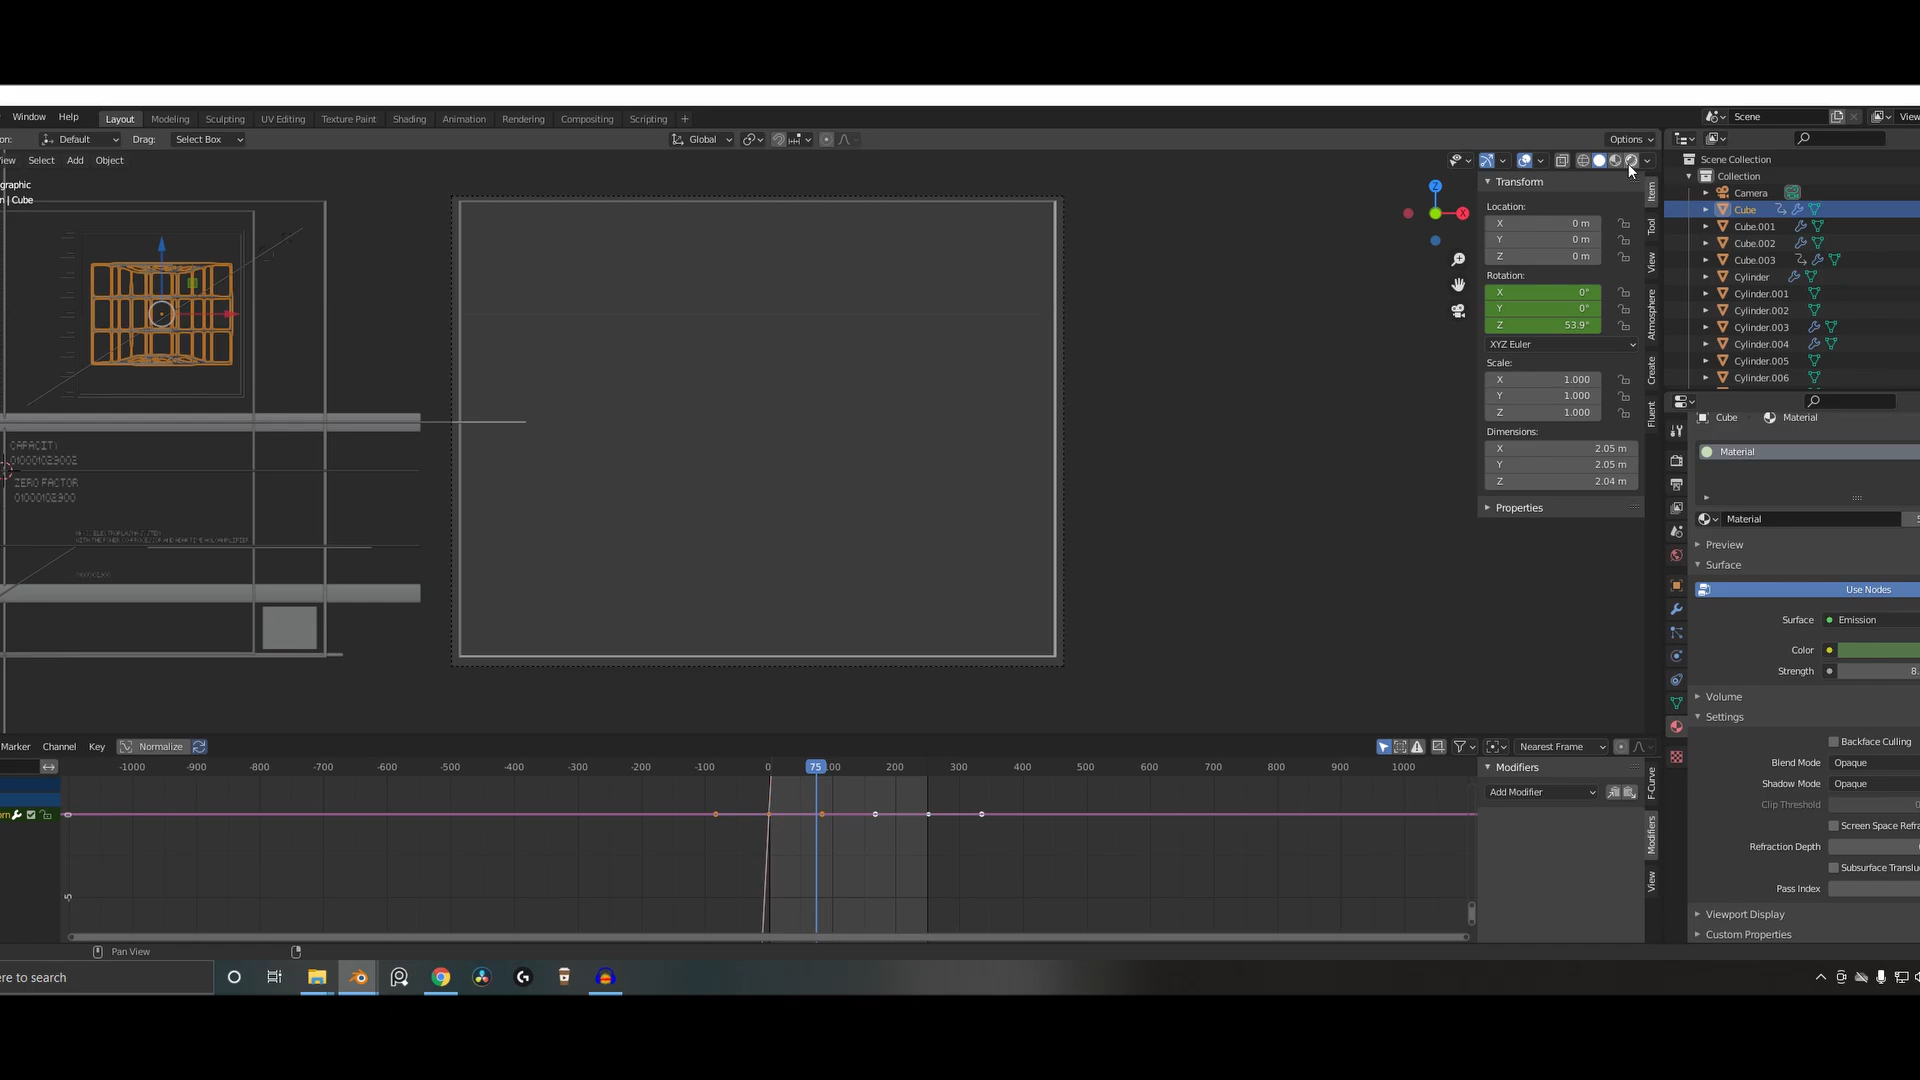 Window Help Layout Modeling Sculpting UV Editing Texture Paint Shading Animation Rendering Compositing Scripting + Scene View
on: Default Drag: Select Box Global Options
iew Select Add Object
graphic
n | Cube
Transform
Location:
X 0 m
Y 0 m
Z 0 m
Rotation:
X 0°
Y 0°
Z 53.9°
XYZ Euler
Scale:
X 1.000
Y 1.000
Z 1.000
Dimensions:
X 2.05 m
Y 2.05 m
Z 2.04 m
Properties
Item
Tool
View
Atmosphere
Create
Fluent
Z
X
Scene Collection
Collection
Camera
Cube
Cube.001
Cube.002
Cube.003
Cylinder
Cylinder.001
Cylinder.002
Cylinder.003
Cylinder.004
Cylinder.005
Cylinder.006
Cube Material
Material
Material
Preview
Surface
Use Nodes
Surface Emission
Color
Strength 8.
Volume
Settings
Backface Culling
Blend Mode Opaque
Shadow Mode Opaque
Clip Threshold
Screen Space Refra
Refraction Depth
Subsurface Translu
Pass Index
Viewport Display
Custom Properties
ZERO FACTOR
Marker Channel Key Normalize Nearest Frame
-1000 -900 -800 -700 -600 -500 -400 -300 -200 -100 0 75 100 200 300 400 500 600 700 800 900 1000
Modifiers
Add Modifier
F-Curve
Modifiers
View
Pan View
ere to search